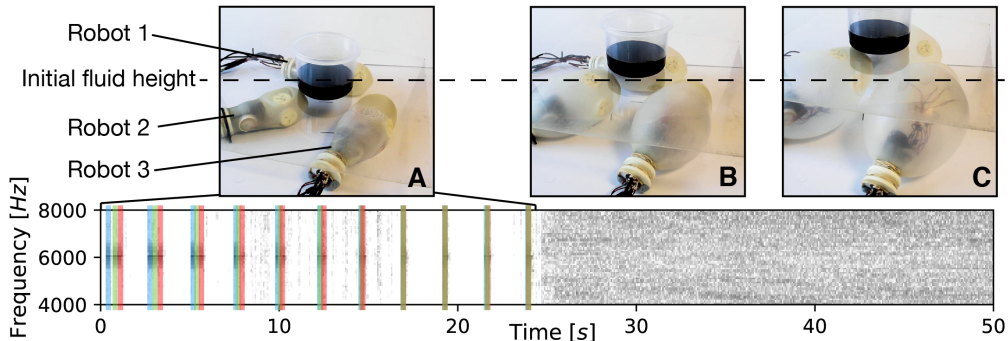 Robot 1
Initial fluid height
Robot 2
Robot 3
A
B
C
Frequency [Hz]
8000
6000
4000
0
10
20
30
40
50
Time [s]